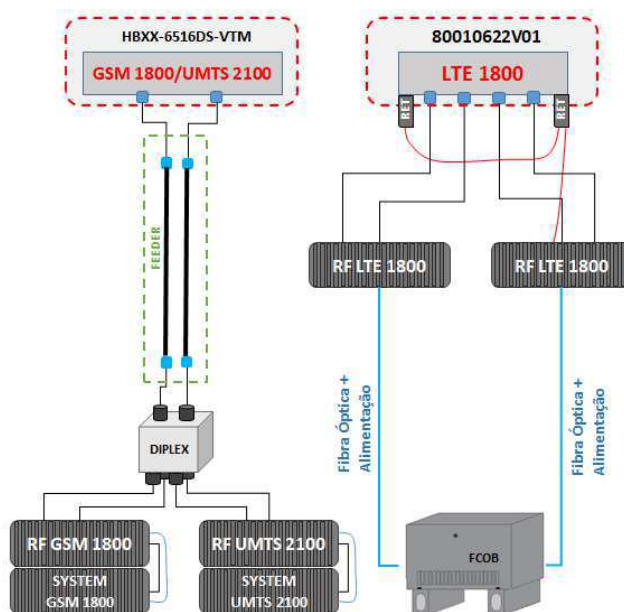 HBXX-6516DS-VTM
GSM 1800/UMTS 2100
80010622V01
LTE 1800
RET
RET
FEEDER
RF LTE 1800
RF LTE 1800
DIPLEX
Fibra Óptica +
Alimentação
Fibra Óptica +
Alimentação
RF GSM 1800
SYSTEM
GSM 1800
RF UMTS 2100
SYSTEM
UMTS 2100
FCOB